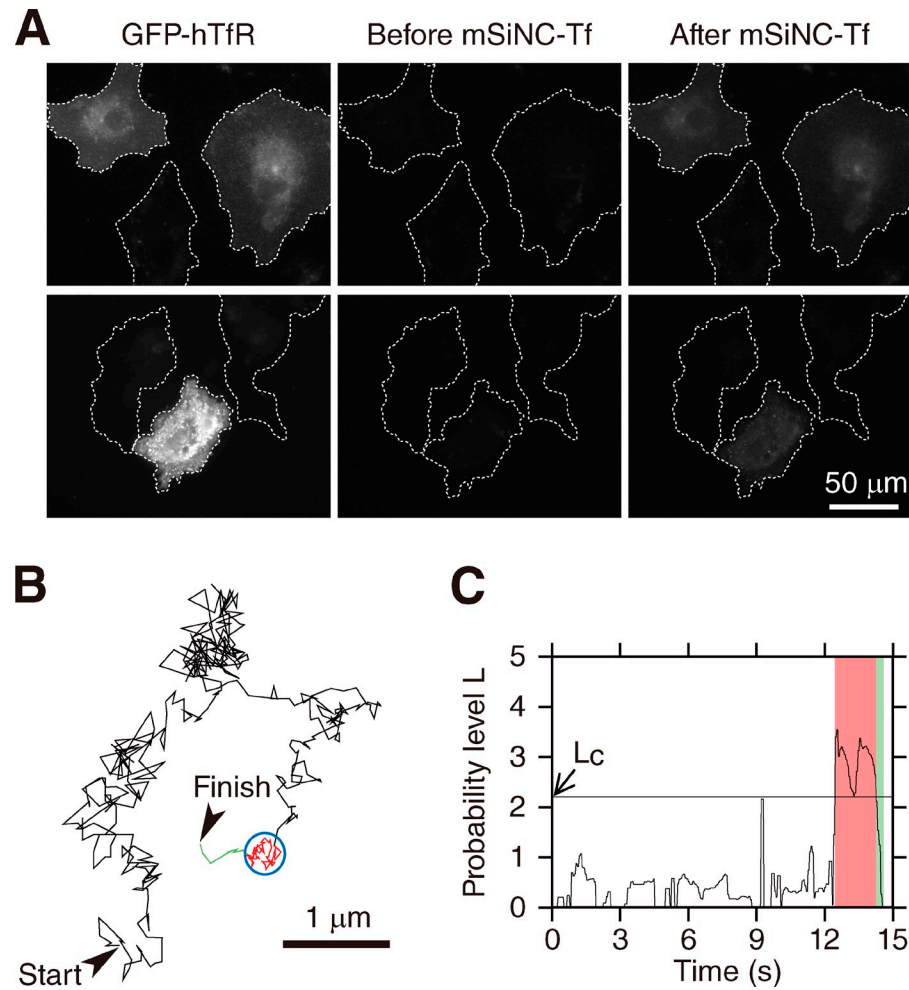 A
GFP-hTfR
Before mSiNC-Tf
After mSiNC-Tf
50 μm
B
Finish
1 μm
Start
C
Probability level L
5
4
3
2
1
0
Lc
0 3 6 9 12 15
Time (s)